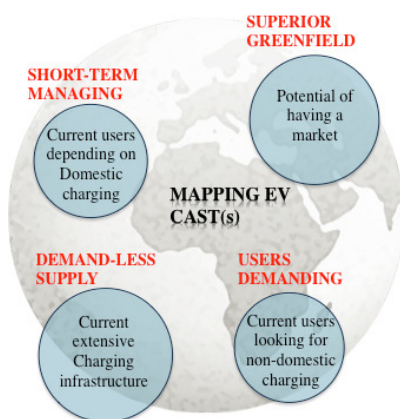 SUPERIOR
GREENFIELD
Potential of
having a
market
SHORT-TERM
MANAGING
Current users
depending on
Domestic
charging
MAPPING EV
CAST(s)
DEMAND-LESS
SUPPLY
Current
extensive
Charging
infrastructure
USERS
DEMANDING
Current users
looking for
non-domestic
charging